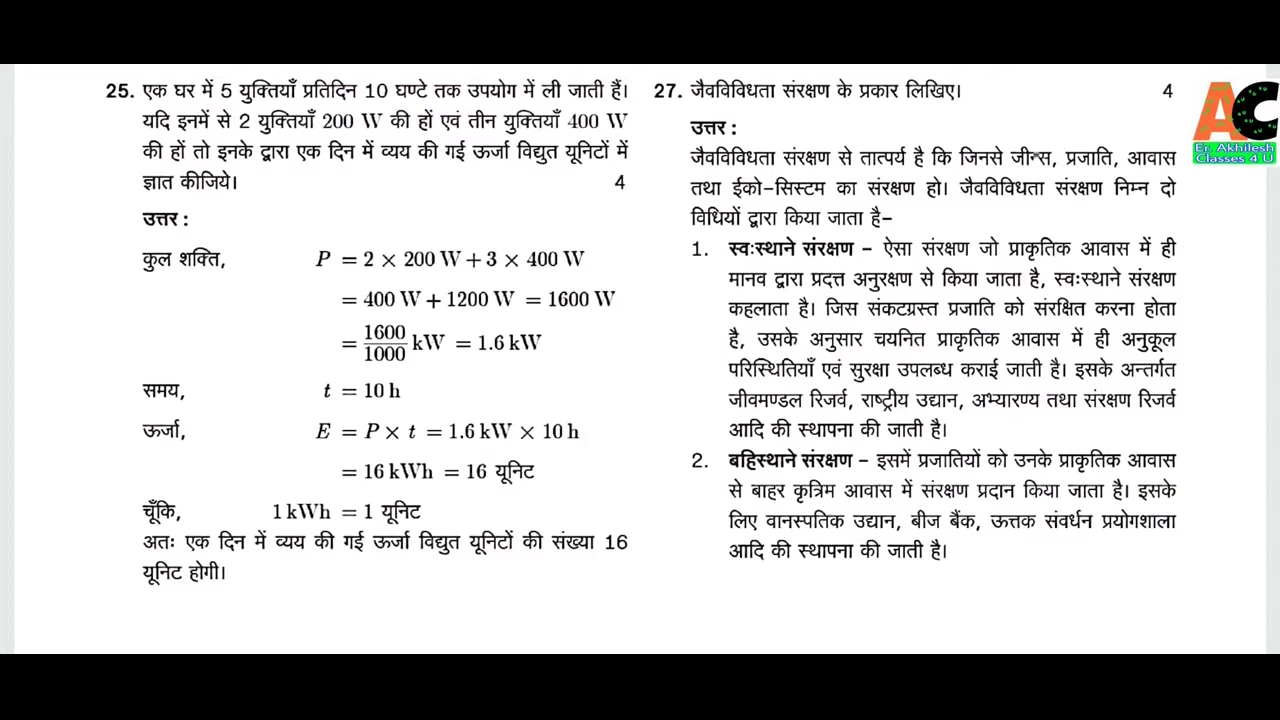 25. एक घर में 5 युक्तियाँ प्रतिदिन 10 घण्टे तक उपयोग में ली जाती हैं।
यदि इनमें से 2 युक्तियाँ 200 W की हों एवं तीन युक्तियाँ 400 W
की हों तो इनके द्वारा एक दिन में व्यय की गई ऊर्जा विद्युत यूनिटों में
ज्ञात कीजिये। 4
उत्तर :
कुल शक्ति, P = 2 × 200 W + 3 × 400 W
= 400 W + 1200 W = 1600 W
= 1600/1000 kW = 1.6 kW
समय, t = 10 h
ऊर्जा, E = P × t = 1.6 kW × 10 h
= 16 kWh = 16 यूनिट
चूँकि, 1 kWh = 1 यूनिट
अतः एक दिन में व्यय की गई ऊर्जा विद्युत यूनिटों की संख्या 16
यूनिट होगी।
27. जैवविविधता संरक्षण के प्रकार लिखिए। 4
उत्तर :
जैवविविधता संरक्षण से तात्पर्य है कि जिनसे जीन्स, प्रजाति, आवास
तथा ईको-सिस्टम का संरक्षण हो। जैवविविधता संरक्षण निम्न दो
विधियों द्वारा किया जाता है-
1. स्वःस्थाने संरक्षण - ऐसा संरक्षण जो प्राकृतिक आवास में ही
मानव द्वारा प्रदत्त अनुरक्षण से किया जाता है, स्वःस्थाने संरक्षण
कहलाता है। जिस संकटग्रस्त प्रजाति को संरक्षित करना होता
है, उसके अनुसार चयनित प्राकृतिक आवास में ही अनुकूल
परिस्थितियाँ एवं सुरक्षा उपलब्ध कराई जाती है। इसके अन्तर्गत
जीवमण्डल रिजर्व, राष्ट्रीय उद्यान, अभ्यारण्य तथा संरक्षण रिजर्व
आदि की स्थापना की जाती है।
2. बहिस्थाने संरक्षण - इसमें प्रजातियों को उनके प्राकृतिक आवास
से बाहर कृत्रिम आवास में संरक्षण प्रदान किया जाता है। इसके
लिए वानस्पतिक उद्यान, बीज बैंक, ऊत्तक संवर्धन प्रयोगशाला
आदि की स्थापना की जाती है।
AC
Er. Akhilesh
Classes 4 U